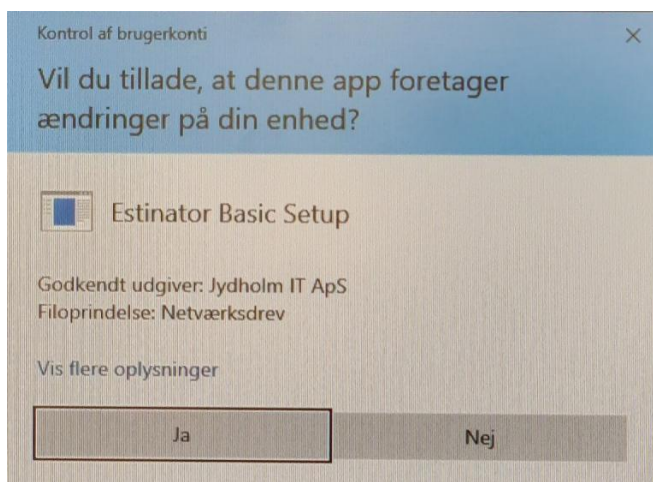 Kontrol af brugerkonti
Vil du tillade, at denne app foretager
ændringer på din enhed?
Estinator Basic Setup
Godkendt udgiver: Jydholm IT ApS
Filoprindelse: Netværksdrev
Vis flere oplysninger
Ja
Nej